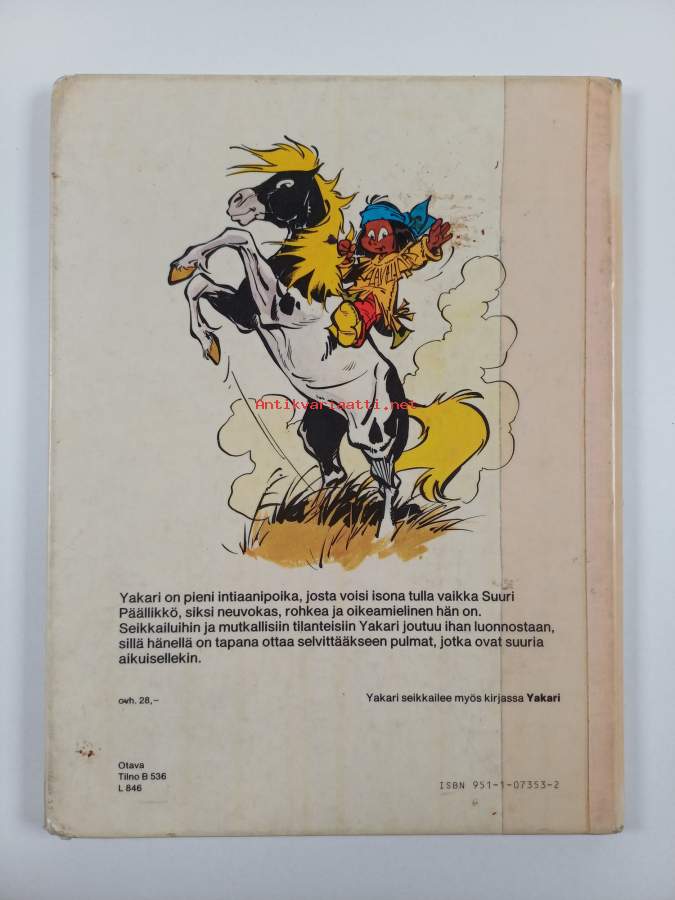 Antikvariaatti.net
Yakari on pieni intiaanipoika, josta voisi isona tulla vaikka Suuri
Päällikkö, siksi neuvokas, rohkea ja oikeamielinen hän on.
Seikkailuihin ja mutkallisiin tilanteisiin Yakari joutuu ihan luonnostaan,
sillä hänellä on tapana ottaa selvittääkseen pulmat, jotka ovat suuria
aikuisellekin.
ovh. 28,–
Yakari seikkailee myös kirjassa Yakari
Otava
Tilno B 536
L 846
ISBN 951-1-07353-2